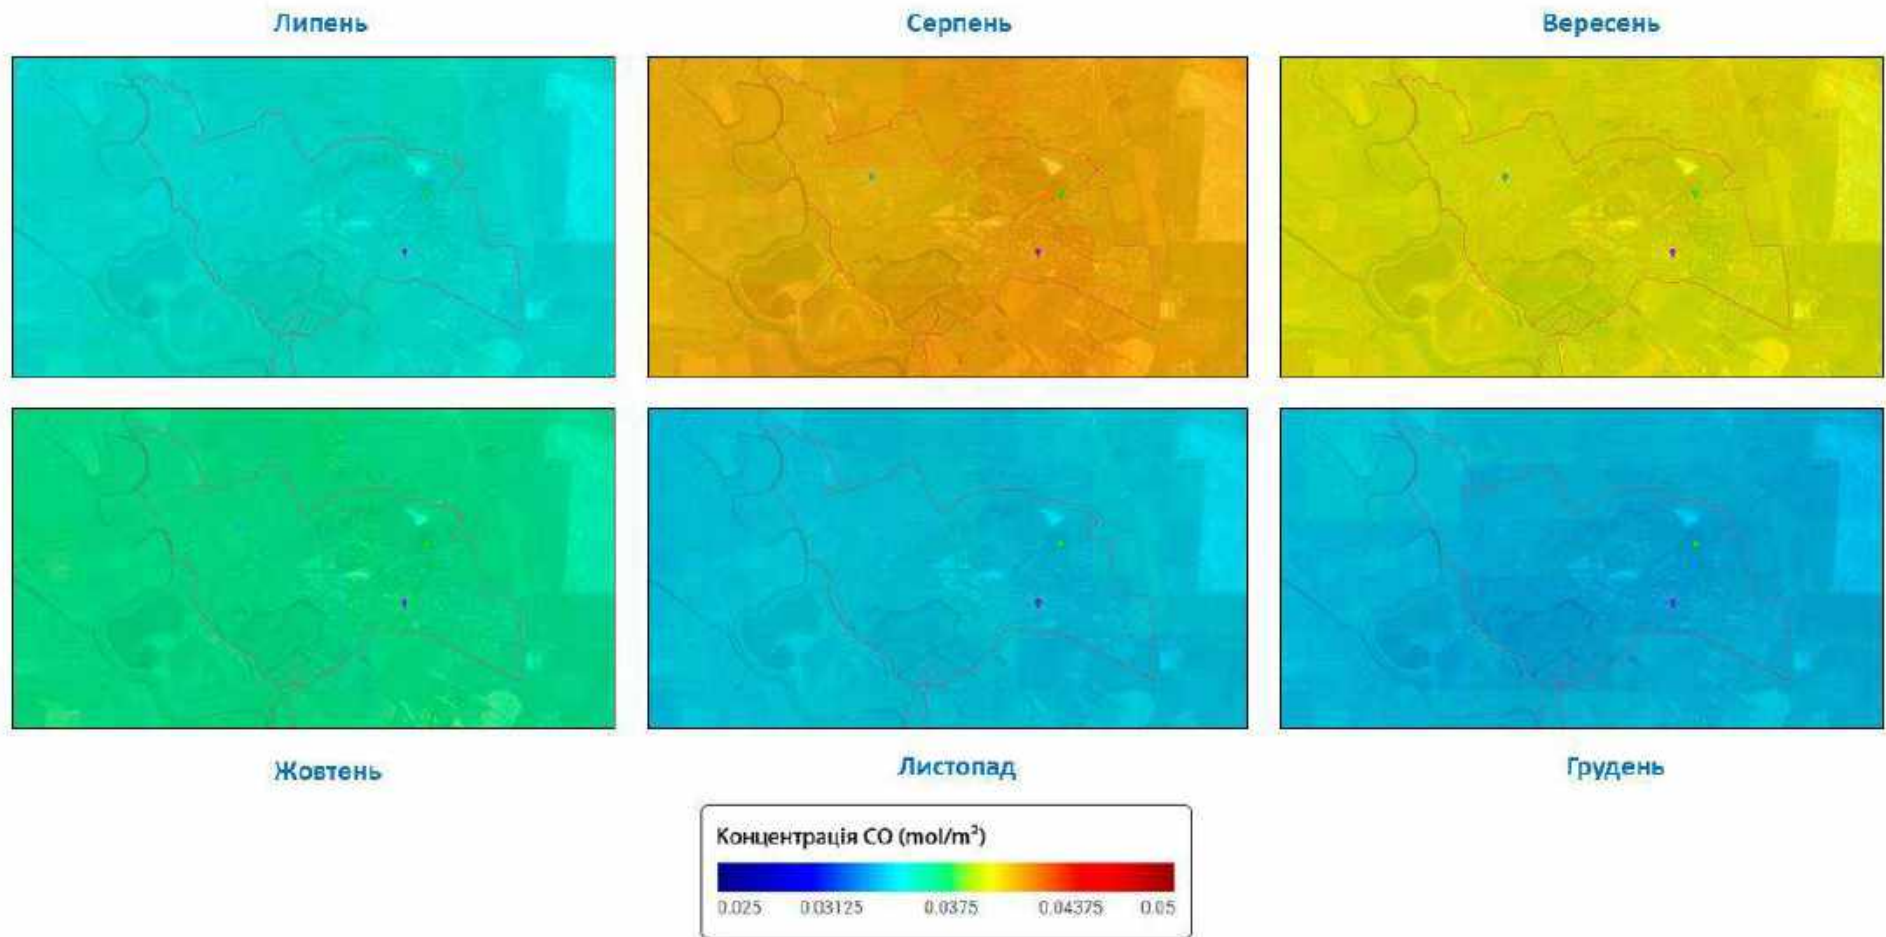 Липень
Серпень
Вересень
Жовтень
Листопад
Грудень
Концентрація CO (mol/m²)
0.025 0.03125 0.0375 0.04375 0.05